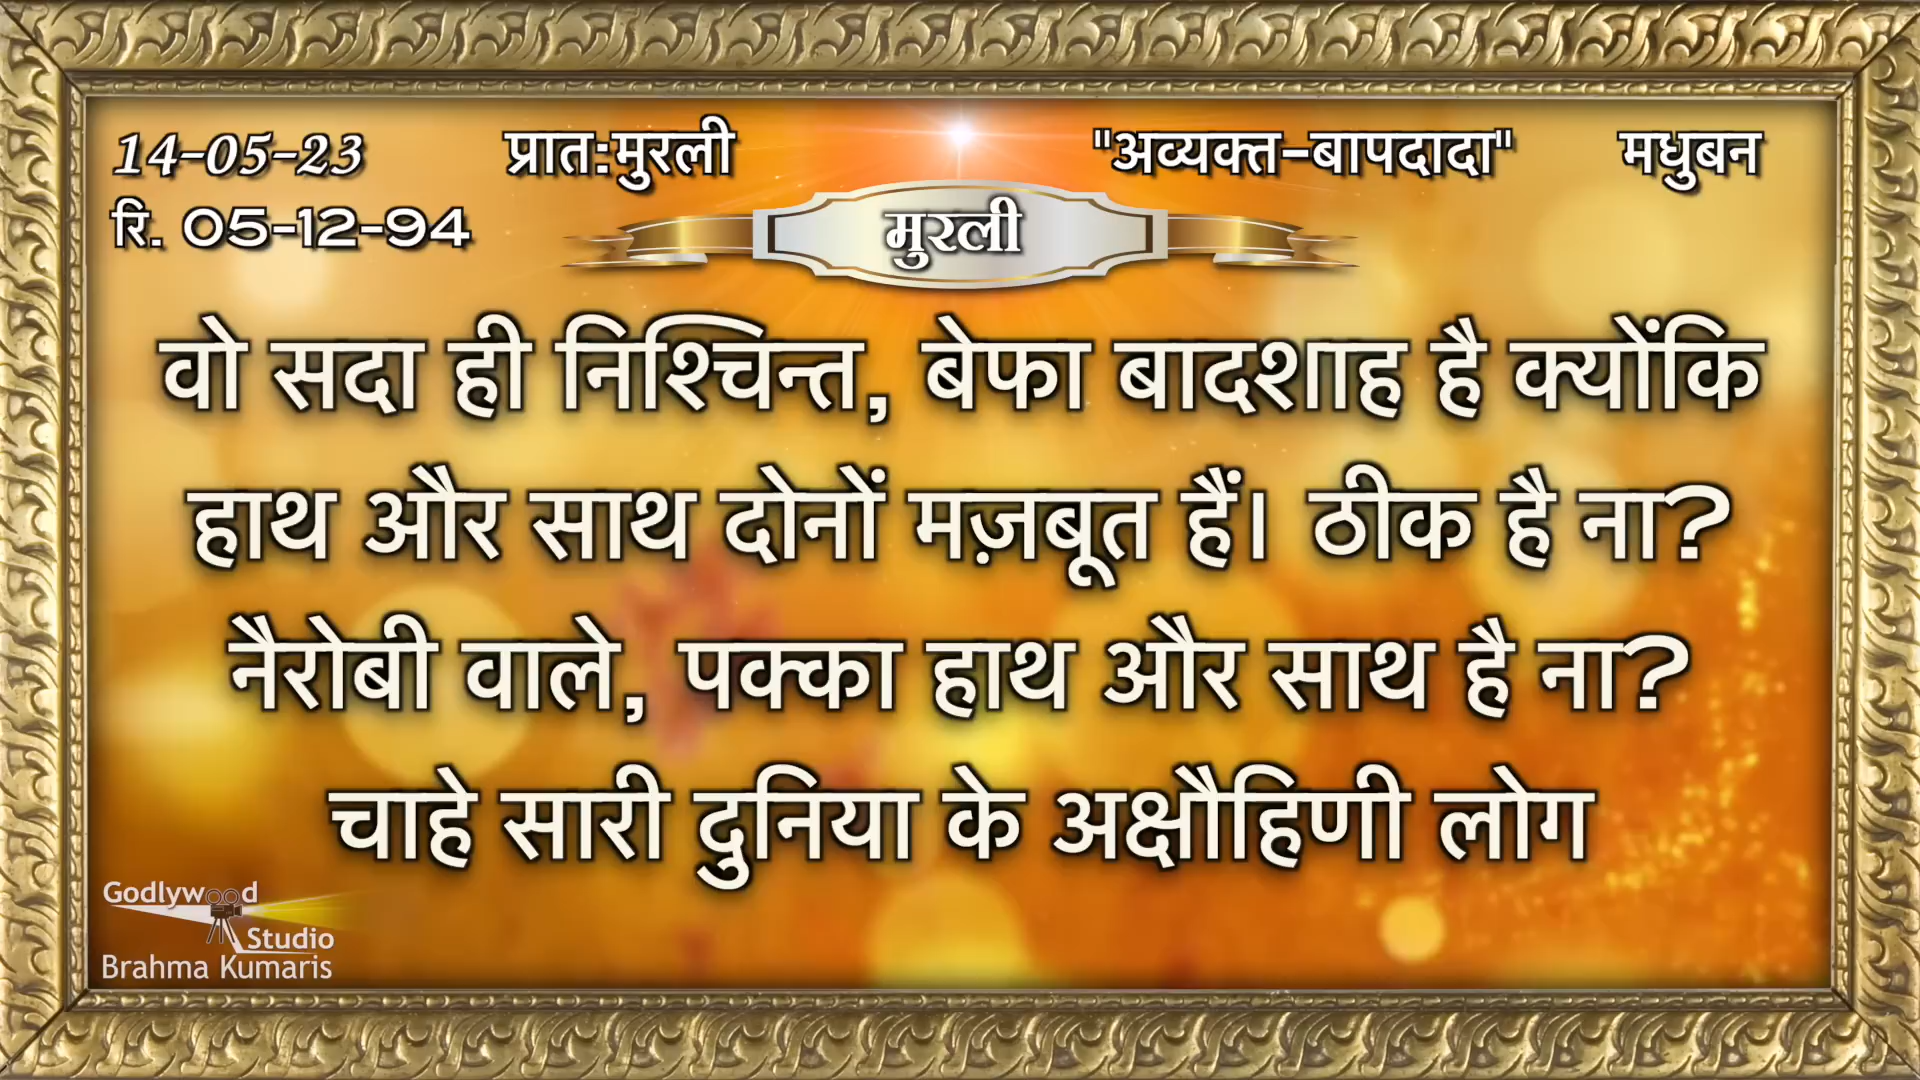 14-05-23 प्रात:मुरली "अव्यक्त-बापदादा" मधुबन
रि. 05-12-94
मुरली
वो सदा ही निश्चिन्त, बेफा बादशाह है क्योंकि
हाथ और साथ दोनों मज़बूत हैं। ठीक है ना?
नैरोबी वाले, पक्का हाथ और साथ है ना?
चाहे सारी दुनिया के अक्षौहिणी लोग
Godlywood
Studio
Brahma Kumaris